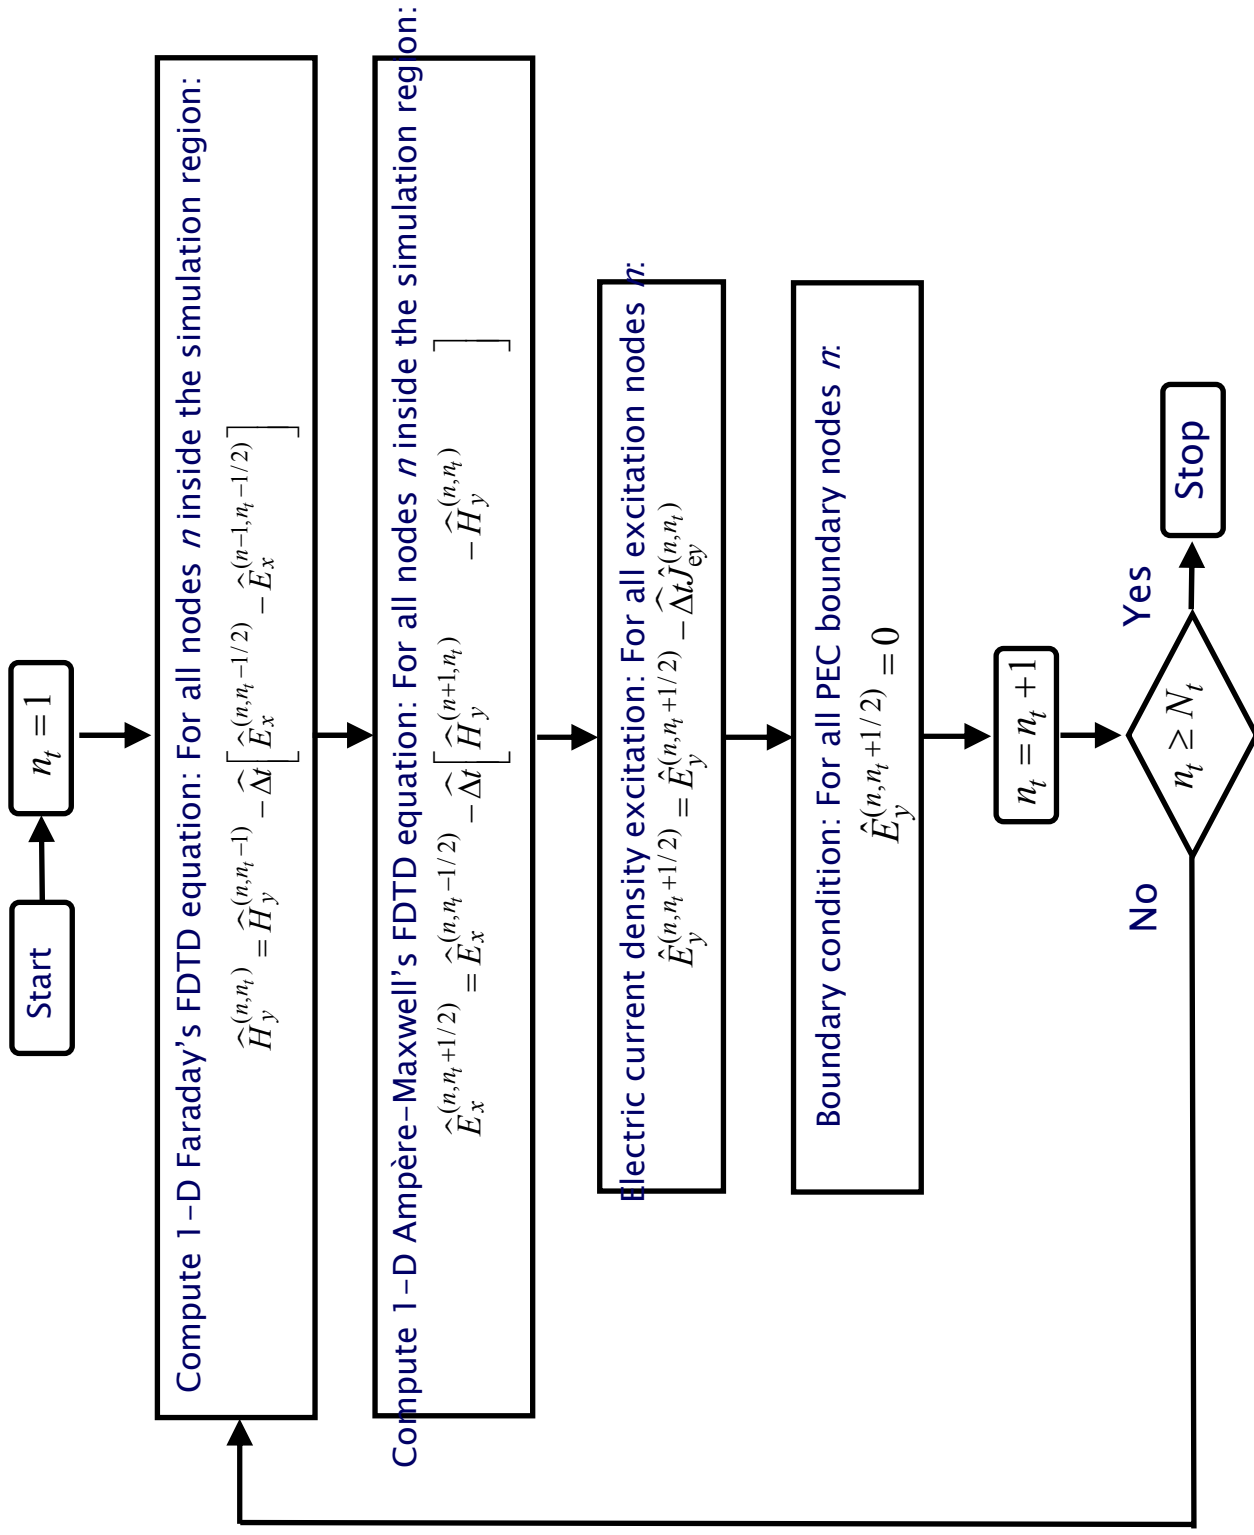 Start
n_t = 1
Compute 1-D Faraday's FDTD equation: For all nodes n inside the simulation region:
Ĥ_y^(n,n_t) = Ĥ_y^(n,n_t−1) − Δ̂t[Ê_x^(n,n_t−1/2) − Ê_x^(n−1,n_t−1/2)]
Compute 1-D Ampère-Maxwell's FDTD equation: For all nodes n inside the simulation region:
Ê_x^(n,n_t+1/2) = Ê_x^(n,n_t−1/2) − Δ̂t[Ĥ_y^(n+1,n_t) − Ĥ_y^(n,n_t)]
Electric current density excitation: For all excitation nodes n:
Ê_y^(n,n_t+1/2) = Ê_y^(n,n_t+1/2) − Δ̂tĴ_ey^(n,n_t)
Boundary condition: For all PEC boundary nodes n:
Ê_y^(n,n_t+1/2) = 0
n_t = n_t + 1
n_t ≥ N_t
No
Yes
Stop